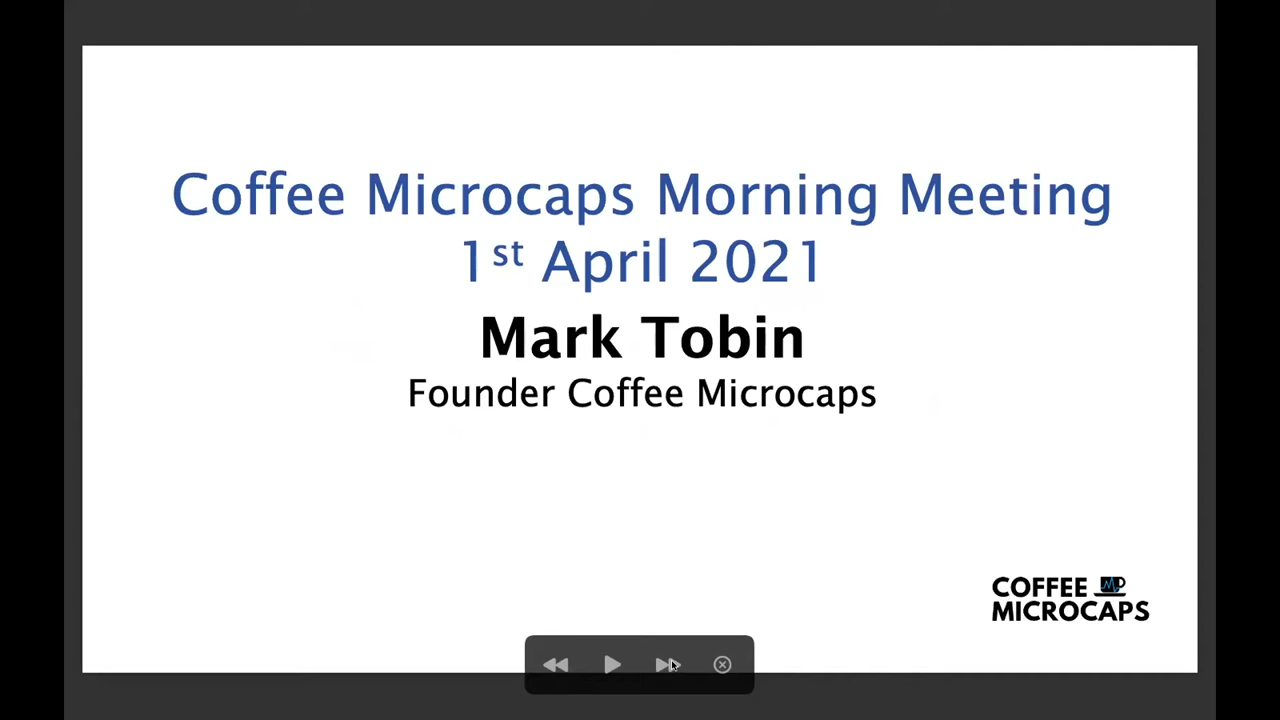 Coffee Microcaps Morning Meeting
1st April 2021
Mark Tobin
Founder Coffee Microcaps
COFFEE
MICROCAPS